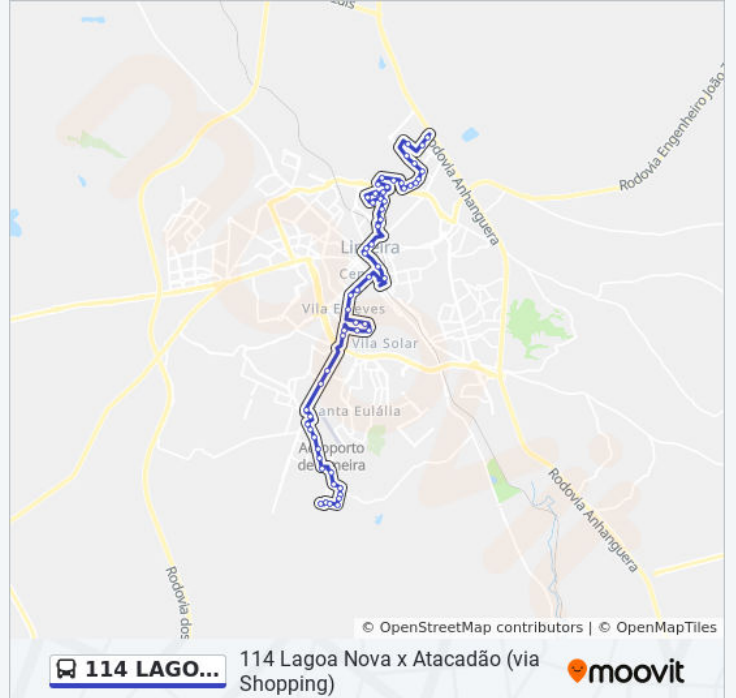 Rodovia Engenheiro João
Rodovia Anhanguera
Vila Solar
Santa Eulália
Aeroporto
Rodovia Anhanguera
Rodovia dos
© OpenStreetMap contributors | © OpenMapTiles
114 LAGO...
114 Lagoa Nova x Atacadão (via
Shopping)
moovit